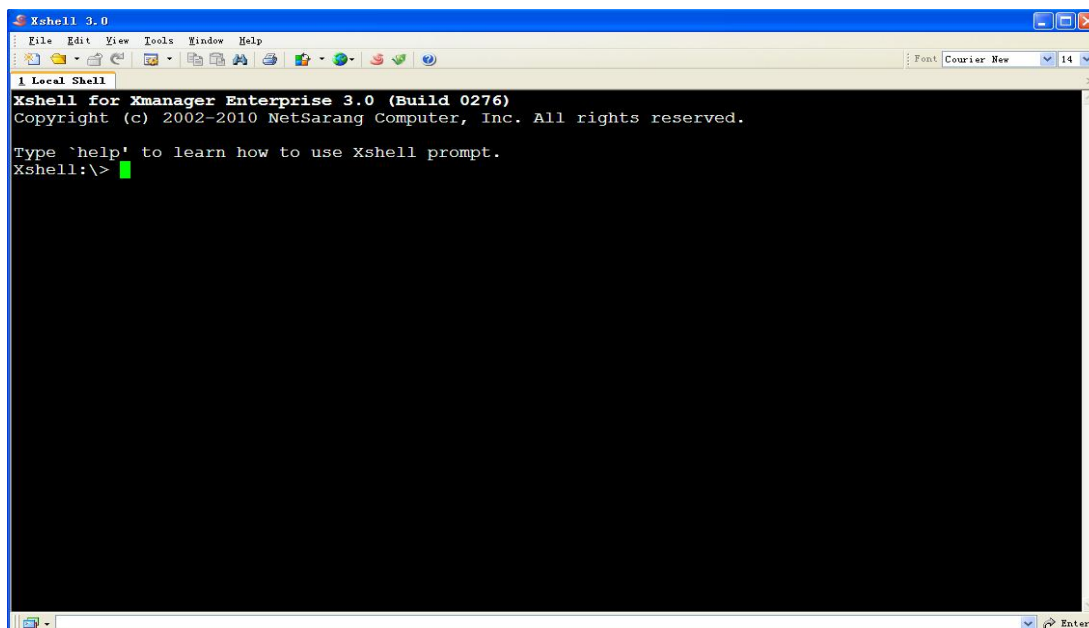 Xshell 3.0
File Edit View Tools Window Help
Font Courier New 14
1 Local Shell
Xshell for Xmanager Enterprise 3.0 (Build 0276)
Copyright (c) 2002-2010 NetSarang Computer, Inc. All rights reserved.
Type `help' to learn how to use Xshell prompt.
Xshell:\>
Enter